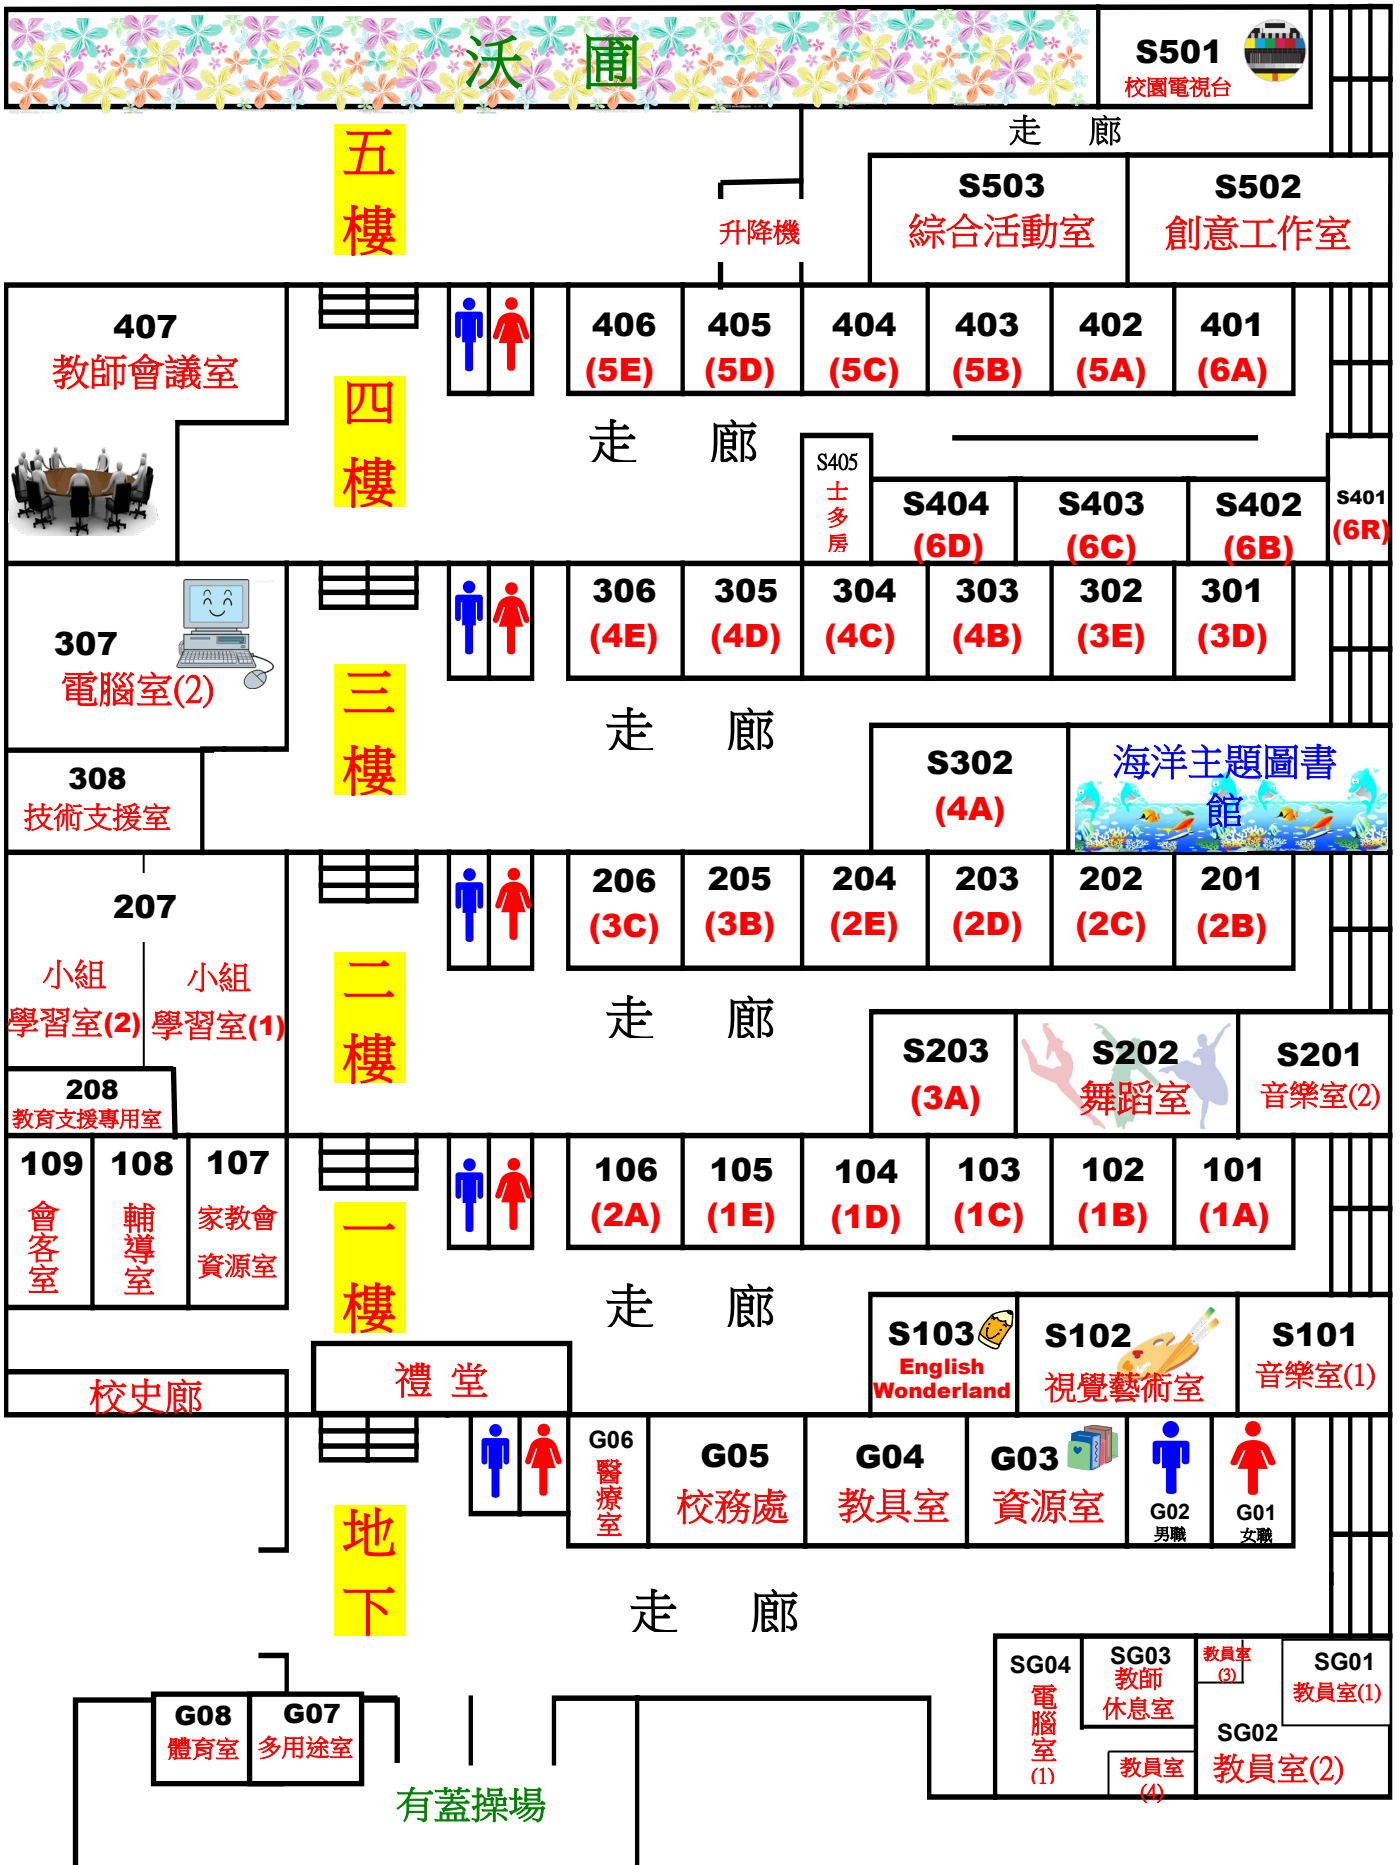 沃 圃
S501
校園電視台
走 廊
五
樓
升降機
S503
綜合活動室
S502
創意工作室
407
教師會議室
四
樓
406
(5E)
405
(5D)
404
(5C)
403
(5B)
402
(5A)
401
(6A)
走 廊
S405
士
多
房
S404
(6D)
S403
(6C)
S402
(6B)
S401
(6R)
307
電腦室(2)
308
技術支援室
三
樓
306
(4E)
305
(4D)
304
(4C)
303
(4B)
302
(3E)
301
(3D)
走 廊
S302
(4A)
海洋主題圖書
館
207
小組
學習室(2)
小組
學習室(1)
208
教育支援專用室
二
樓
206
(3C)
205
(3B)
204
(2E)
203
(2D)
202
(2C)
201
(2B)
走 廊
S203
(3A)
S202
舞蹈室
S201
音樂室(2)
109
會
客
室
108
輔
導
室
107
家教會
資源室
一
樓
106
(2A)
105
(1E)
104
(1D)
103
(1C)
102
(1B)
101
(1A)
走 廊
校史廊
禮 堂
S103
English
Wonderland
S102
視覺藝術室
S101
音樂室(1)
地
下
G06
醫
療
室
G05
校務處
G04
教具室
G03
資源室
G02
男職
G01
女職
走 廊
G08
體育室
G07
多用途室
有蓋操場
SG04
電
腦
室
(1)
SG03
教師
休息室
教員室
(4)
教員室
(3)
SG01
教員室(1)
SG02
教員室(2)